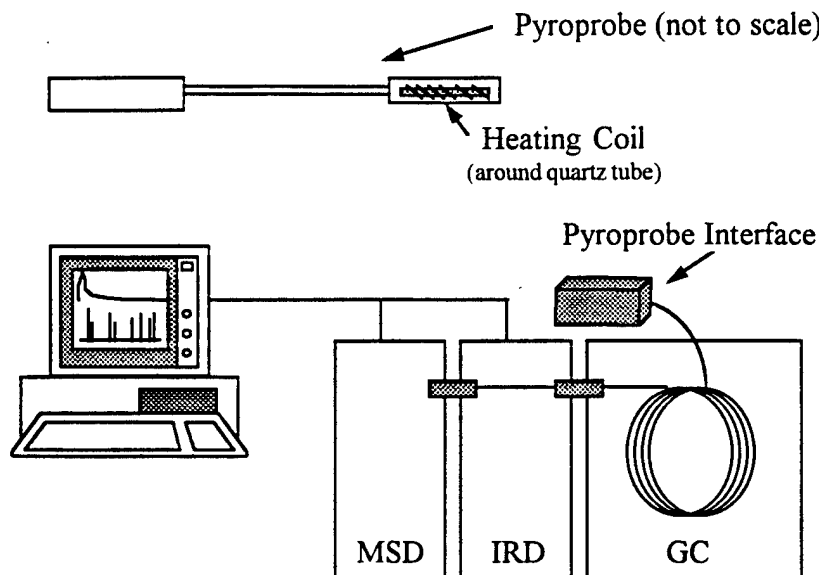 Pyroprobe (not to scale)
Heating Coil
(around quartz tube)
Pyroprobe Interface
MSD
IRD
GC